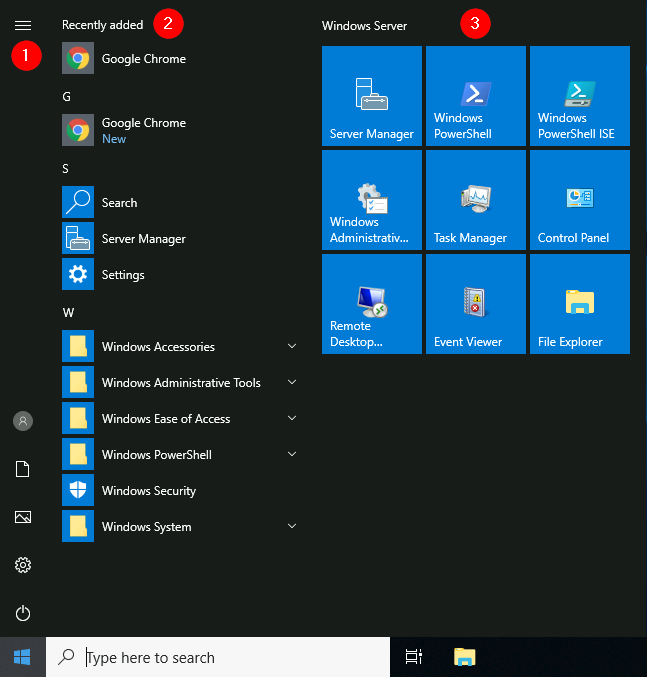 1
Recently added 2
Google Chrome
G
Google Chrome
New
S
Search
Server Manager
Settings
W
Windows Accessories
Windows Administrative Tools
Windows Ease of Access
Windows PowerShell
Windows Security
Windows System
Windows Server 3
Server Manager
Windows
PowerShell
Windows
PowerShell ISE
Windows
Administrativ...
Task Manager
Control Panel
Remote
Desktop...
Event Viewer
File Explorer
Type here to search